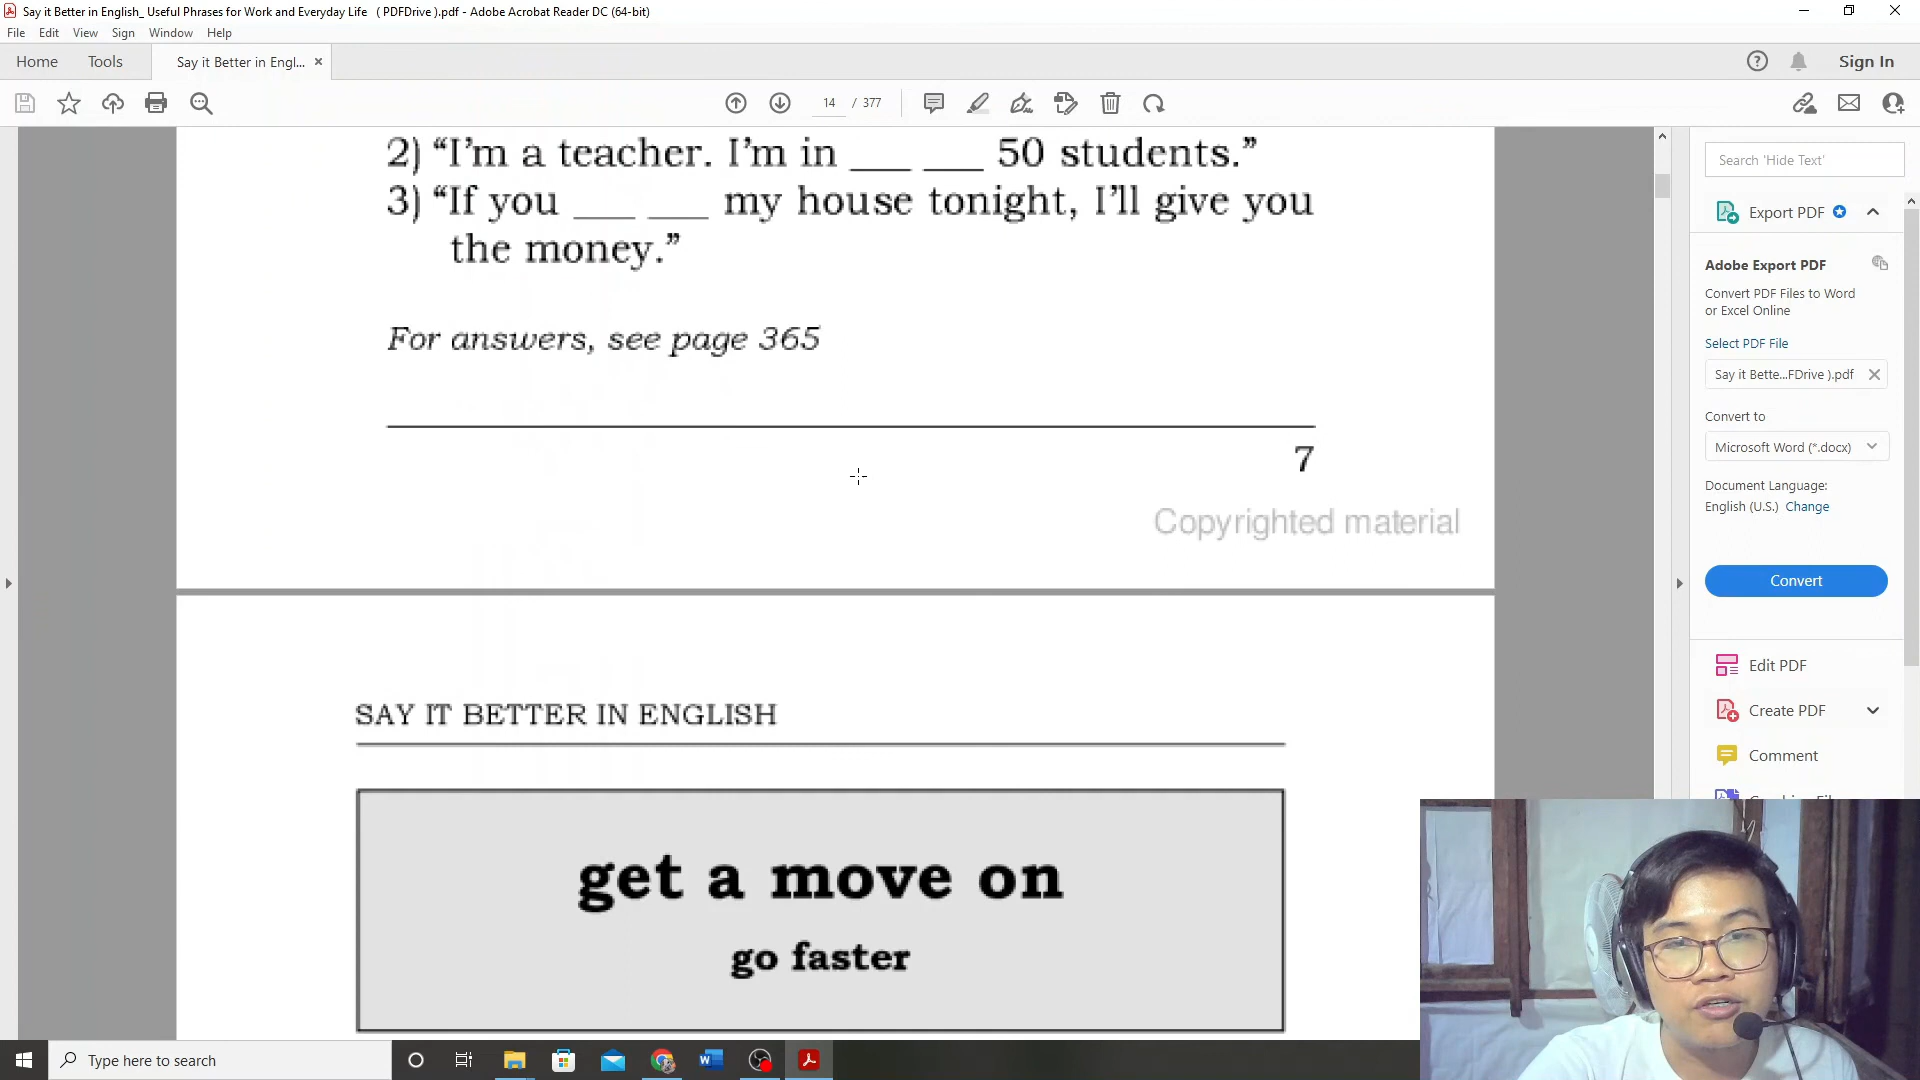 Say it Better in English_ Useful Phrases for Work and Everyday Life   ( PDFDrive ).pdf - Adobe Acrobat Reader DC (64-bit)
File Edit View Sign Window Help
Home Tools Say it Better in Engl... × Sign In
14 / 377
2) “I’m a teacher. I’m in ___ ___ 50 students.”
3) “If you ___ ___ my house tonight, I’ll give you
the money.”
For answers, see page 365
7
Copyrighted material
SAY IT BETTER IN ENGLISH
get a move on
go faster
Search 'Hide Text'
Export PDF
Adobe Export PDF
Convert PDF Files to Word
or Excel Online
Select PDF File
Say it Bette...FDrive ).pdf
Convert to
Microsoft Word (*.docx)
Document Language:
English (U.S.) Change
Convert
Edit PDF
Create PDF
Comment
Type here to search